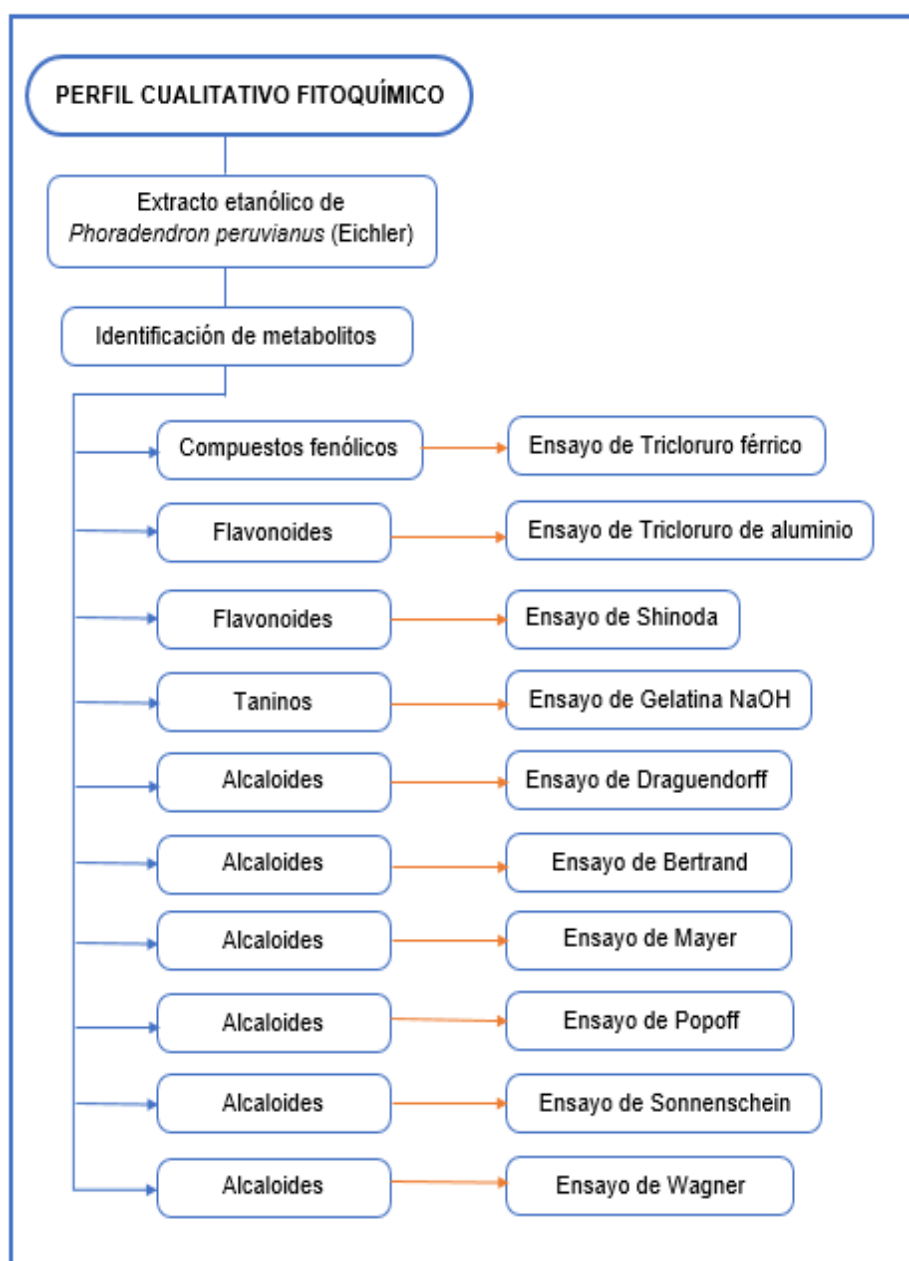 PERFIL CUALITATIVO FITOQUÍMICO
Extracto etanólico de
Phoradendron peruvianus (Eichler)
Identificación de metabolitos
Compuestos fenólicos
Ensayo de Tricloruro férrico
Flavonoides
Ensayo de Tricloruro de aluminio
Flavonoides
Ensayo de Shinoda
Taninos
Ensayo de Gelatina NaOH
Alcaloides
Ensayo de Draguendorff
Alcaloides
Ensayo de Bertrand
Alcaloides
Ensayo de Mayer
Alcaloides
Ensayo de Popoff
Alcaloides
Ensayo de Sonnenschein
Alcaloides
Ensayo de Wagner